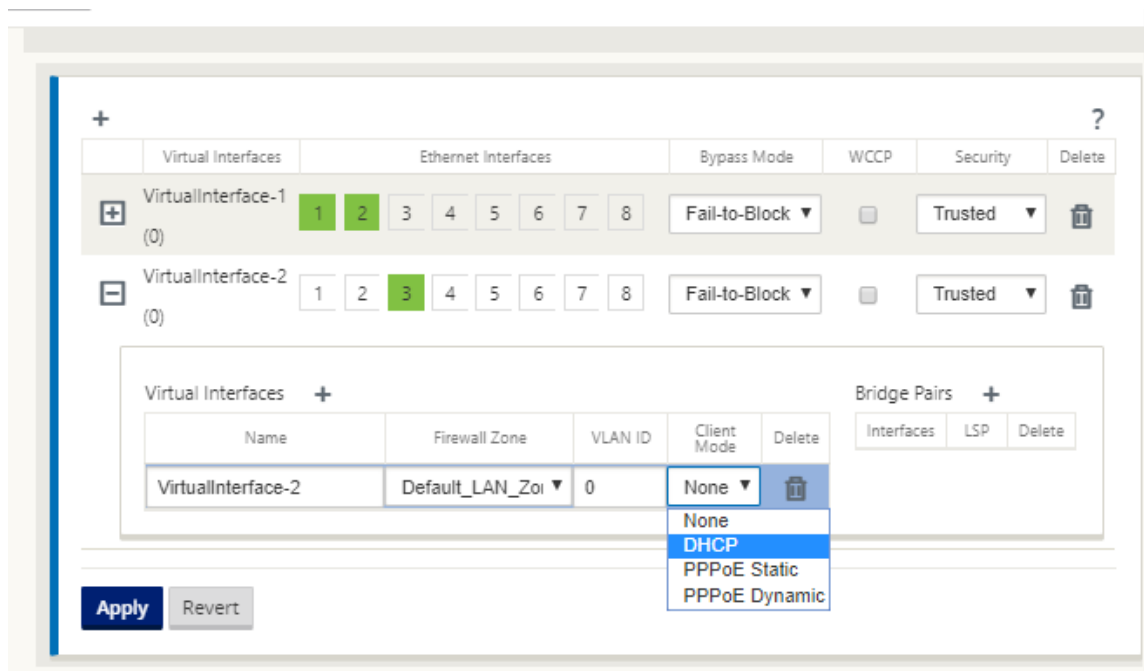 + ?
Virtual Interfaces Ethernet Interfaces Bypass Mode WCCP Security Delete
VirtualInterface-1
(0)
1 2 3 4 5 6 7 8 Fail-to-Block Trusted
VirtualInterface-2
(0)
1 2 3 4 5 6 7 8 Fail-to-Block Trusted
Virtual Interfaces + Bridge Pairs +
Name Firewall Zone VLAN ID Client Mode Delete Interfaces LSP Delete
VirtualInterface-2 Default_LAN_Zo 0 None
None
DHCP
PPPoE Static
PPPoE Dynamic
Apply Revert